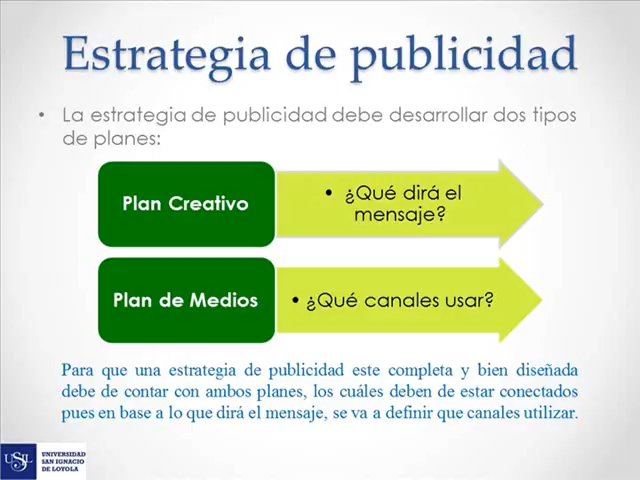 Estrategia de publicidad
• La estrategia de publicidad debe desarrollar dos tipos
de planes:
Plan Creativo
• ¿Qué dirá el
mensaje?
Plan de Medios
• ¿Qué canales usar?
Para que una estrategia de publicidad este completa y bien diseñada
debe de contar con ambos planes, los cuáles deben de estar conectados
pues en base a lo que dirá el mensaje, se va a definir que canales utilizar.
USIL
UNIVERSIDAD
SAN IGNACIO
DE LOYOLA